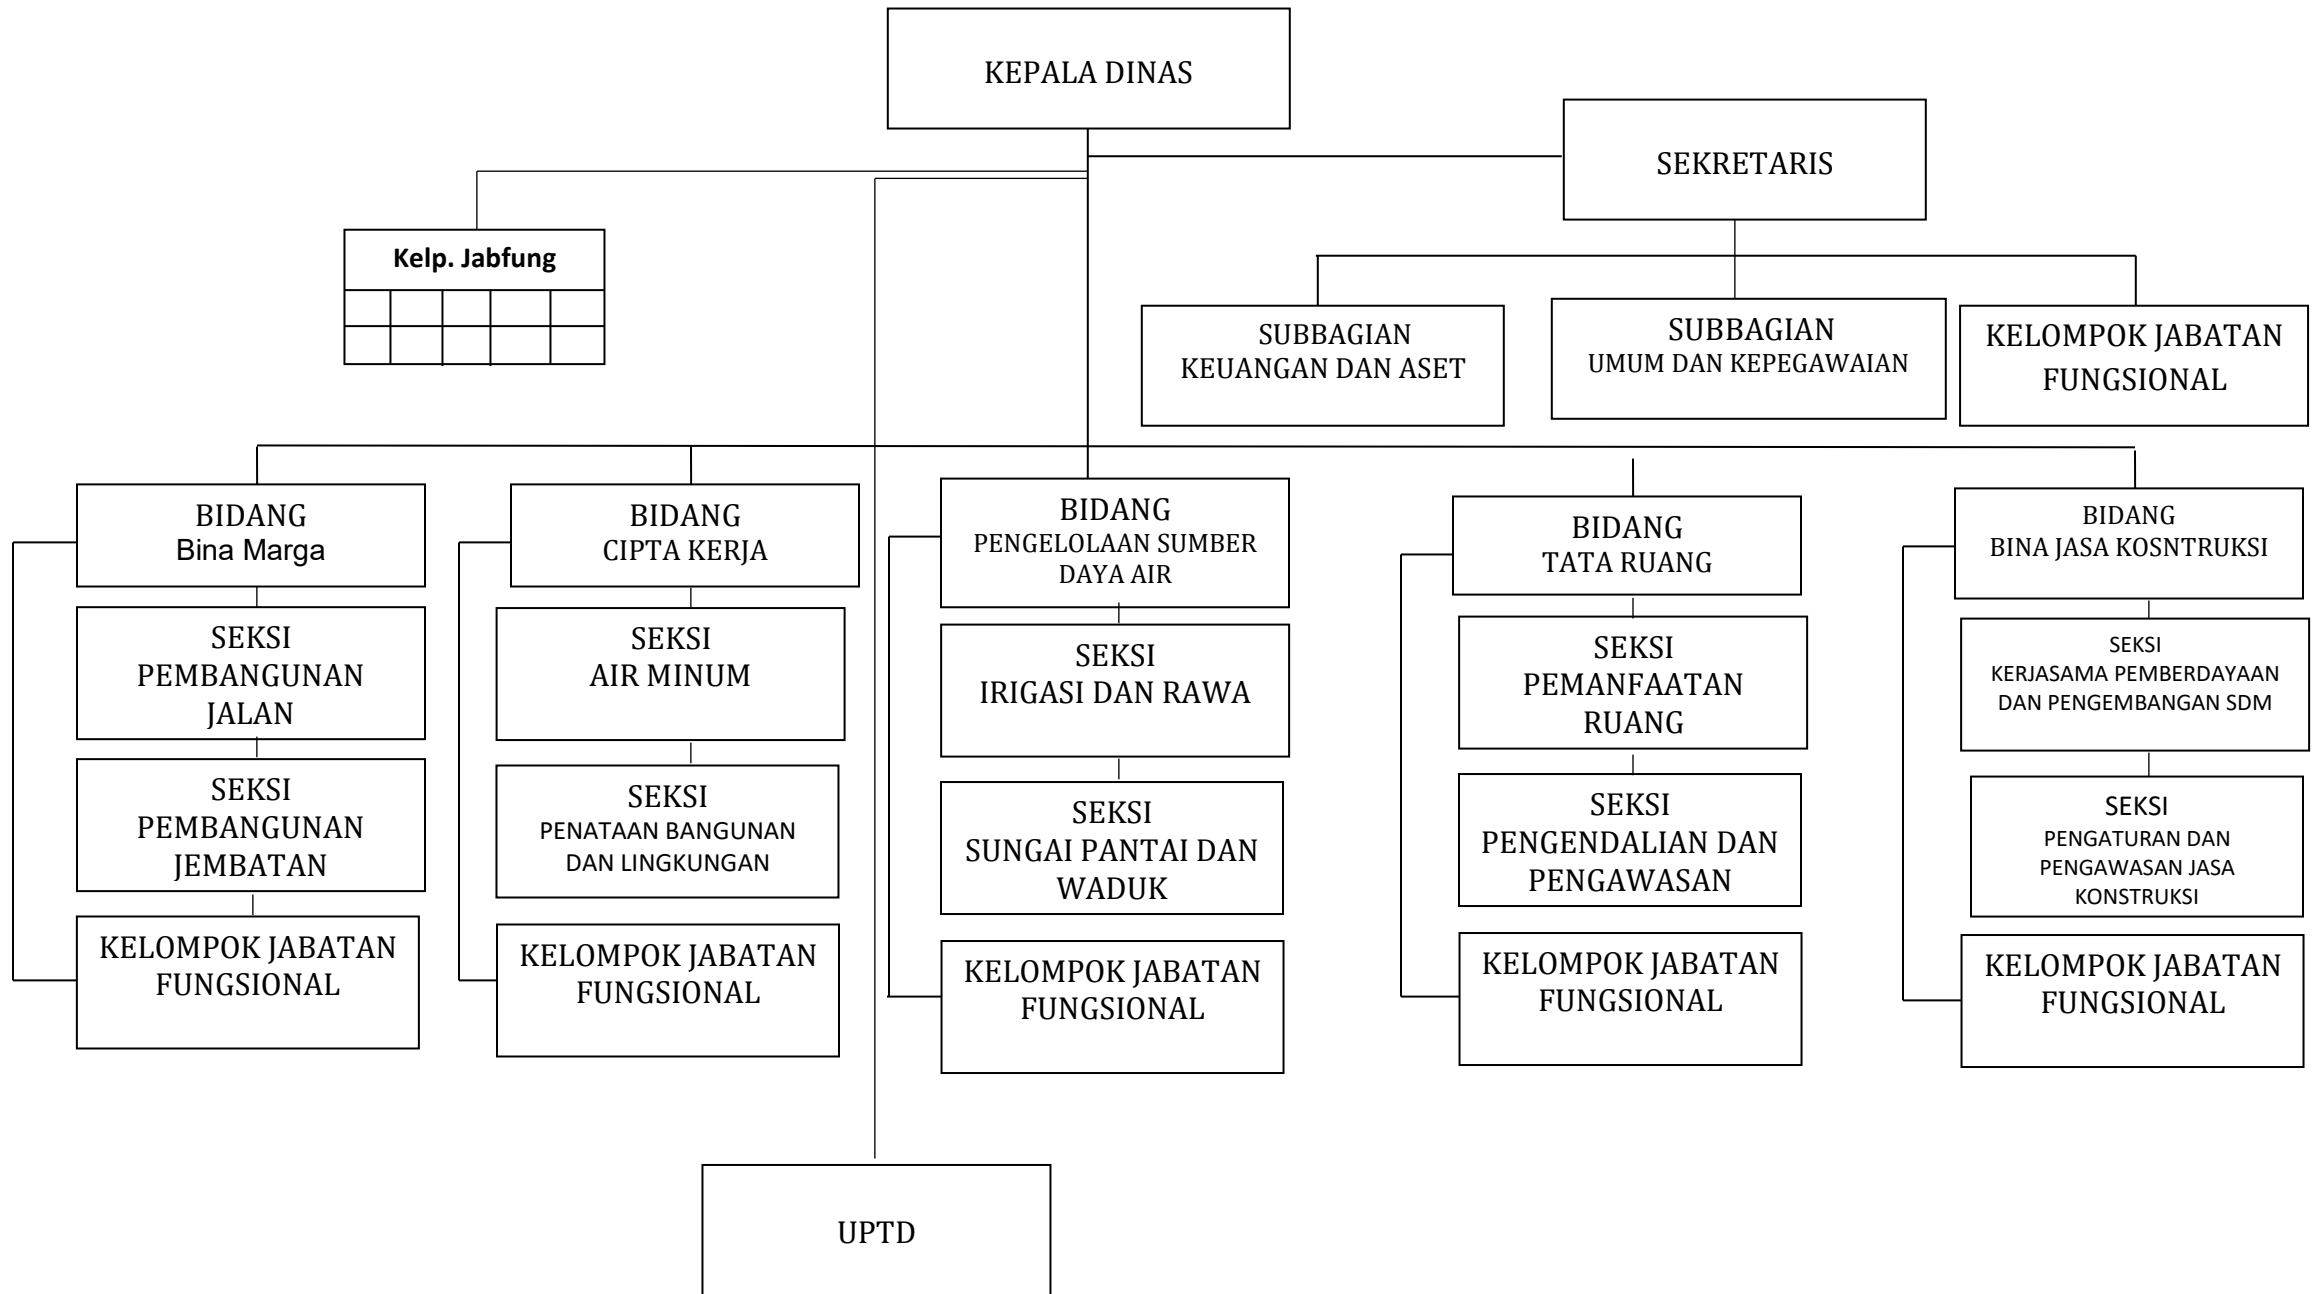 KEPALA DINAS
SEKRETARIS
Kelp. Jabfung
SUBBAGIAN
KEUANGAN DAN ASET
SUBBAGIAN
UMUM DAN KEPEGAWAIAN
KELOMPOK JABATAN
FUNGSIONAL
BIDANG
Bina Marga
SEKSI
PEMBANGUNAN
JALAN
SEKSI
PEMBANGUNAN
JEMBATAN
KELOMPOK JABATAN
FUNGSIONAL
BIDANG
CIPTA KERJA
SEKSI
AIR MINUM
SEKSI
PENATAAN BANGUNAN
DAN LINGKUNGAN
KELOMPOK JABATAN
FUNGSIONAL
BIDANG
PENGELOLAAN SUMBER
DAYA AIR
SEKSI
IRIGASI DAN RAWA
SEKSI
SUNGAI PANTAI DAN
WADUK
KELOMPOK JABATAN
FUNGSIONAL
BIDANG
TATA RUANG
SEKSI
PEMANFAATAN
RUANG
SEKSI
PENGENDALIAN DAN
PENGAWASAN
KELOMPOK JABATAN
FUNGSIONAL
BIDANG
BINA JASA KOSNTRUKSI
SEKSI
KERJASAMA PEMBERDAYAAN
DAN PENGEMBANGAN SDM
SEKSI
PENGATURAN DAN
PENGAWASAN JASA
KONSTRUKSI
KELOMPOK JABATAN
FUNGSIONAL
UPTD